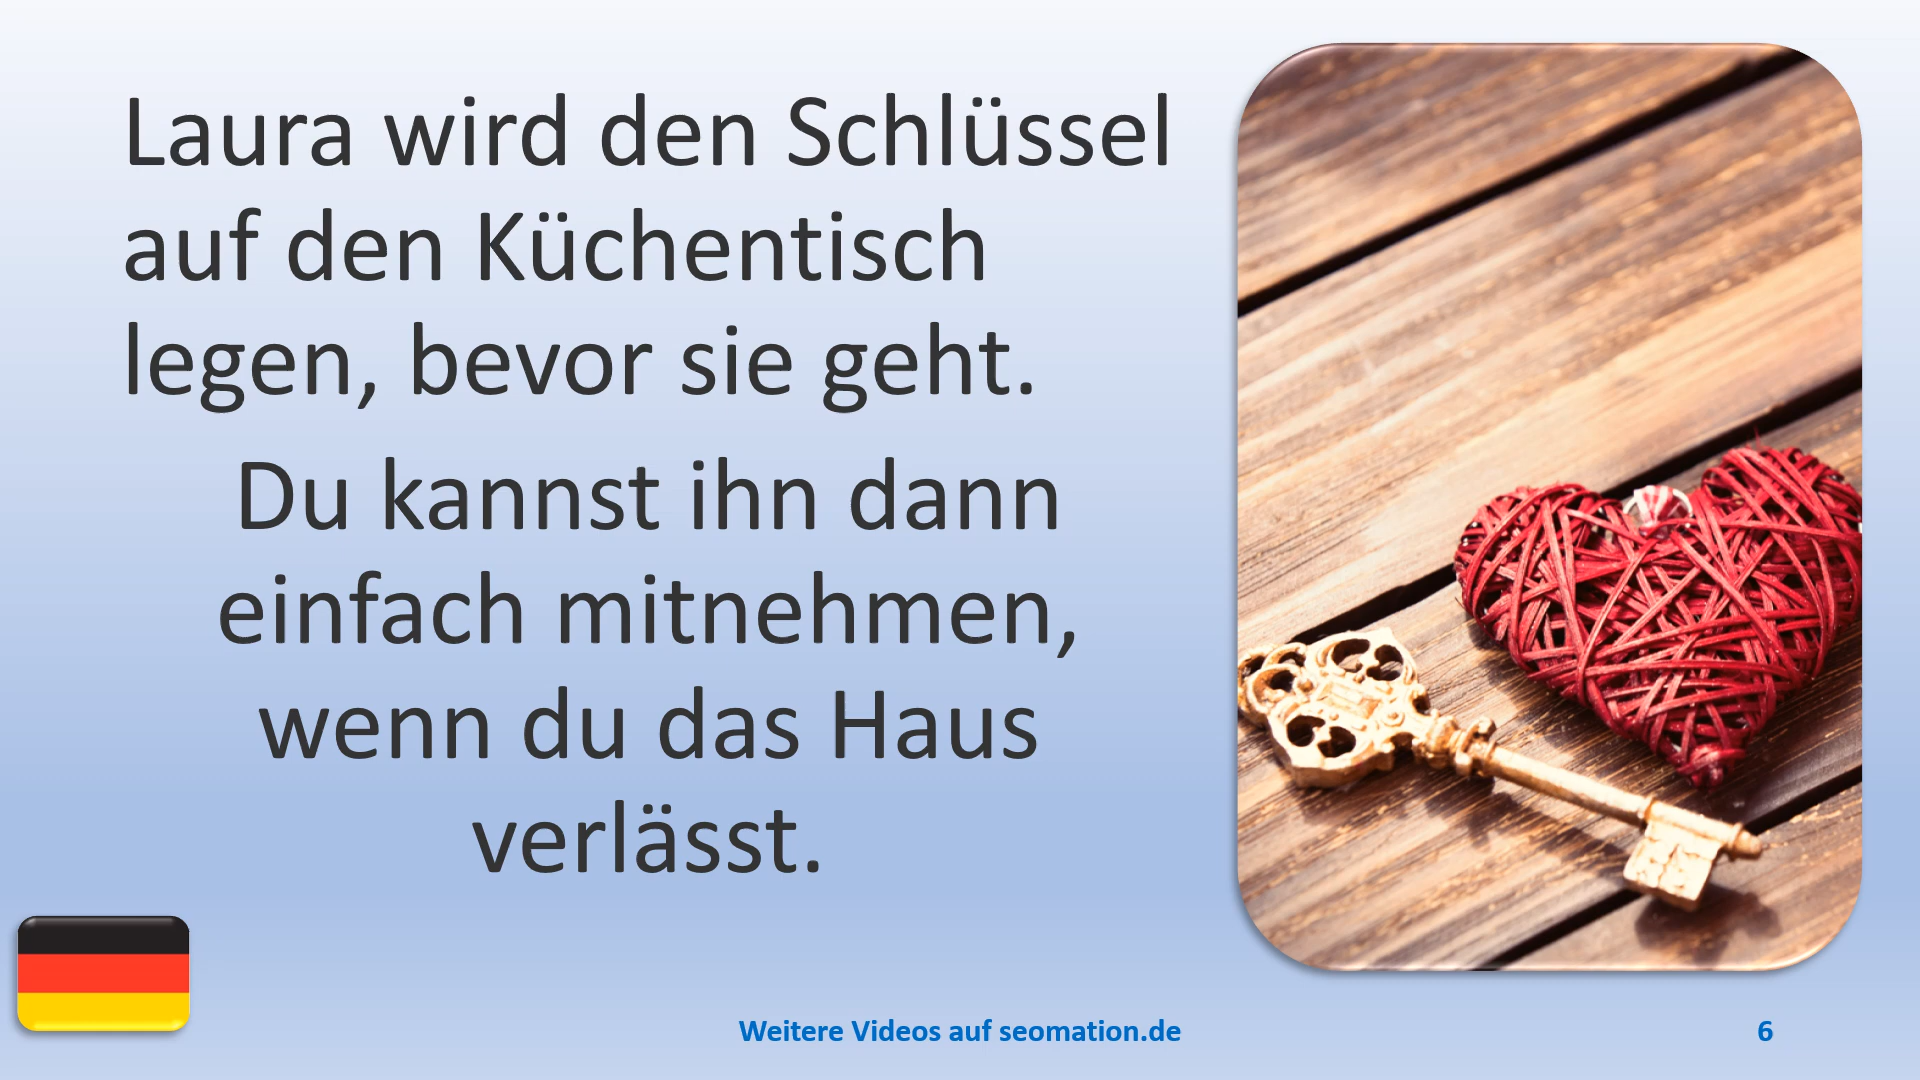 Laura wird den Schlüssel
auf den Küchentisch
legen, bevor sie geht.
Du kannst ihn dann
einfach mitnehmen,
wenn du das Haus
verlässt.
Weitere Videos auf seomation.de
6